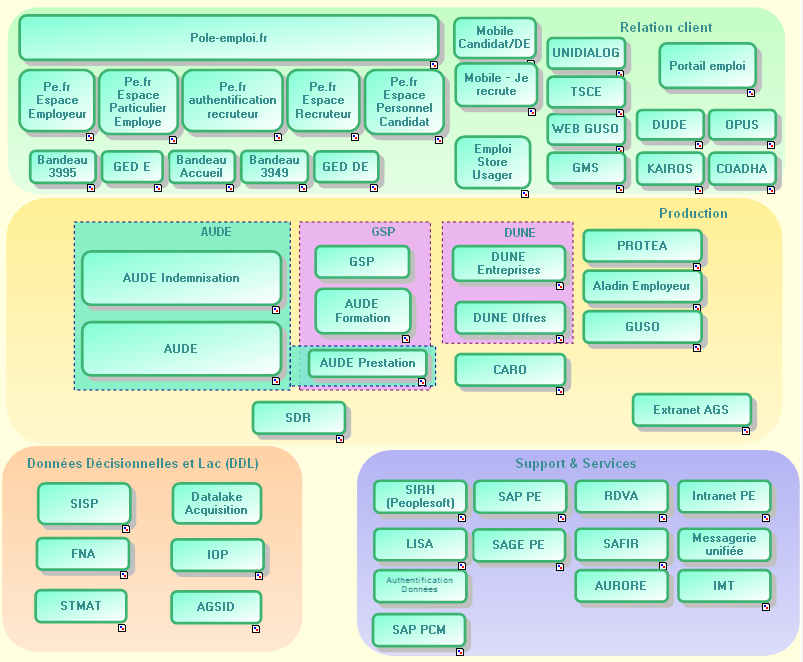 Relation client
Pole-emploi.fr
Mobile
Candidat/DE
UNIDIALOG
Portail emploi
Pe.fr
Espace
Employeur
Pe.fr
Espace
Particulier
Employe
Pe.fr
authentification
recruteur
Pe.fr
Espace
Recruteur
Pe.fr
Espace
Personnel
Candidat
Mobile - Je
recrute
TSCE
WEB GUSO
DUDE
OPUS
Bandeau
3995
GED E
Bandeau
Accueil
Bandeau
3949
GED DE
Emploi
Store
Usager
GMS
KAIROS
COADHA
Production
AUDE
GSP
DUNE
AUDE Indemnisation
GSP
DUNE
Entreprises
PROTEA
Aladin Employeur
AUDE
Formation
DUNE Offres
GUSO
AUDE
AUDE Prestation
CARO
SDR
Extranet AGS
Données Décisionnelles et Lac (DDL)
SISP
Datalake
Acquisition
FNA
IOP
STMAT
AGSID
Support & Services
SIRH
(Peoplesoft)
SAP PE
RDVA
Intranet PE
LISA
SAGE PE
SAFIR
Messagerie
unifiée
Authentification
Données
AURORE
IMT
SAP PCM